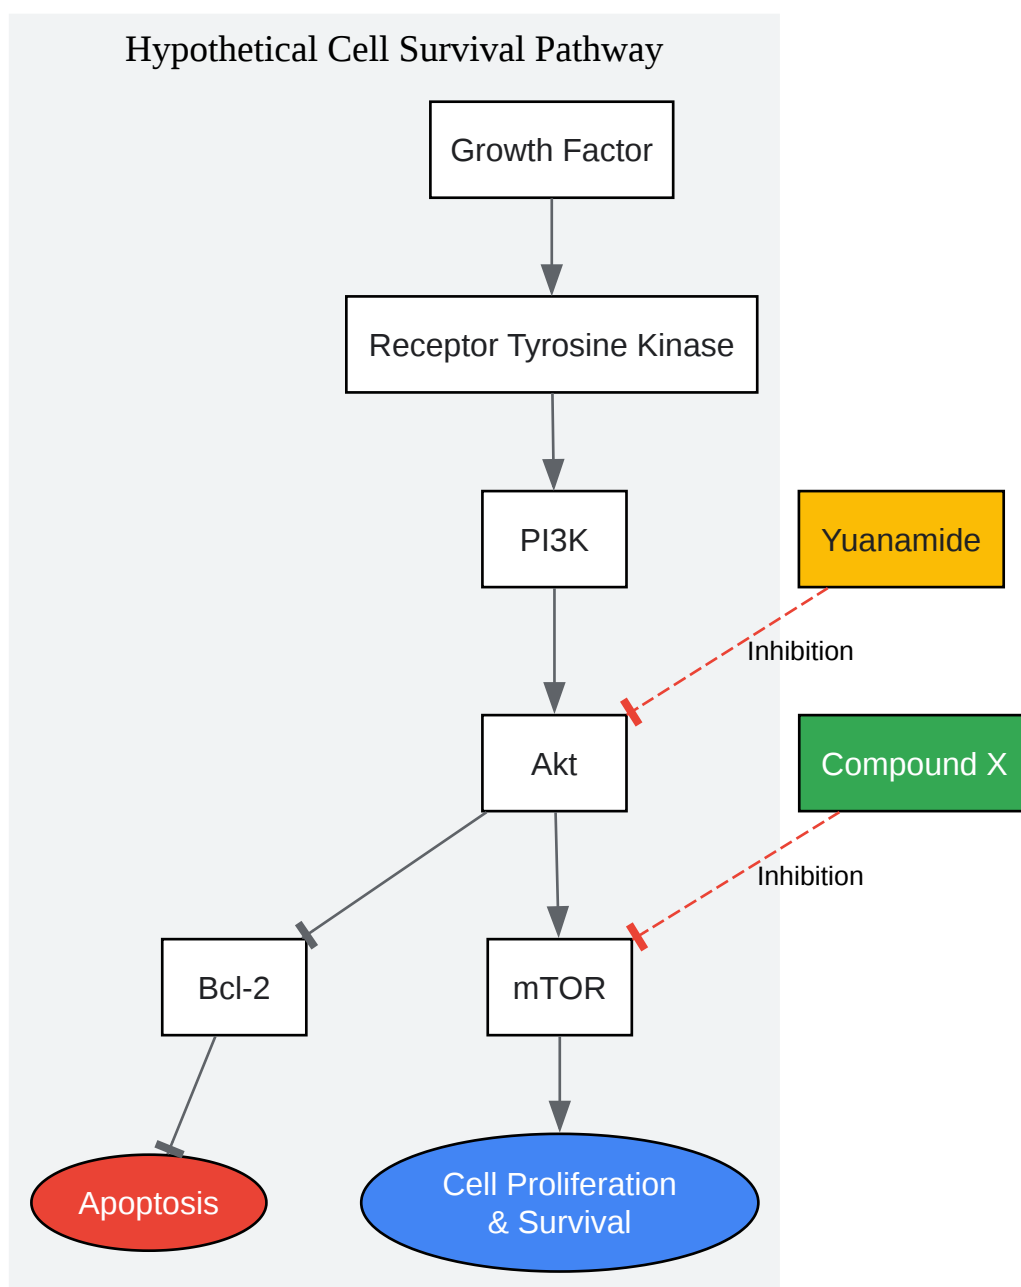 Hypothetical Cell Survival Pathway
Growth Factor
Receptor Tyrosine Kinase
PI3K
Yuanamide
Inhibition
Akt
Compound X
Inhibition
Bcl-2
mTOR
Apoptosis
Cell Proliferation
& Survival